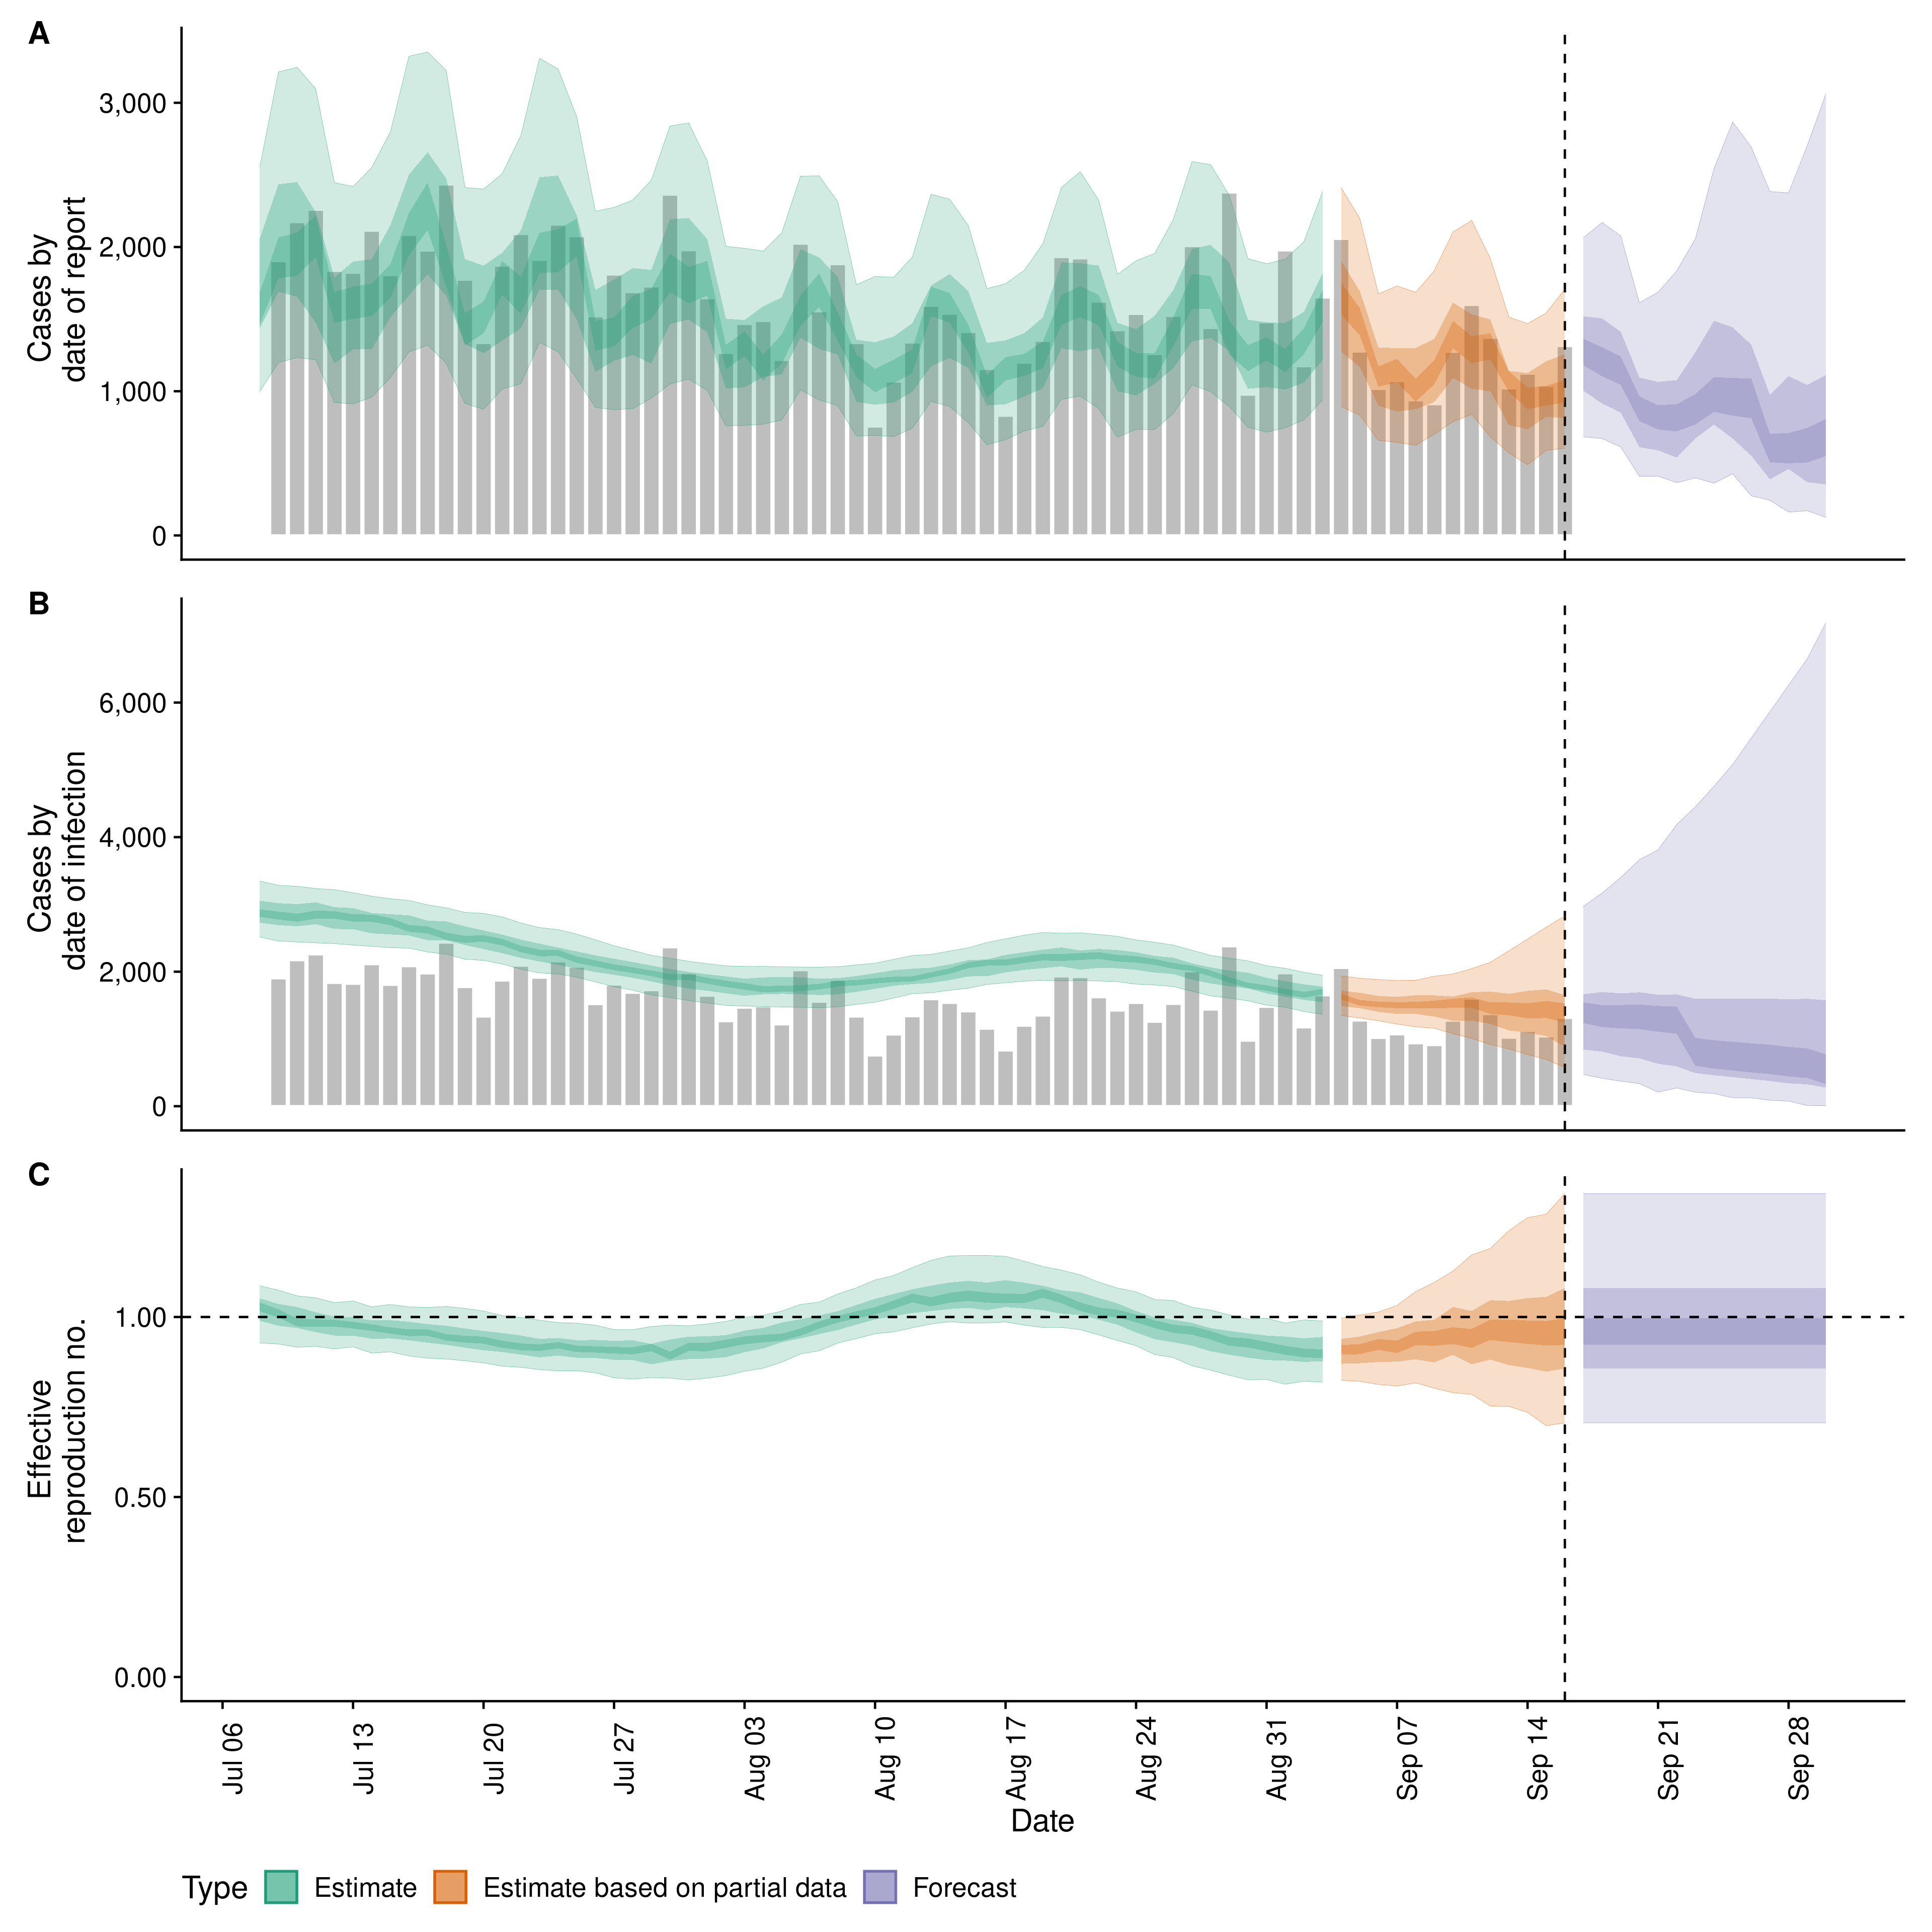 A
Cases by
date of report
3,000
2,000
1,000
0
B
Cases by
date of infection
6,000
4,000
2,000
0
C
Effective
reproduction no.
1.00
0.50
0.00
Jul 06
Jul 13
Jul 20
Jul 27
Aug 03
Aug 10
Aug 17
Aug 24
Aug 31
Sep 07
Sep 14
Sep 21
Sep 28
Date
Type
Estimate
Estimate based on partial data
Forecast